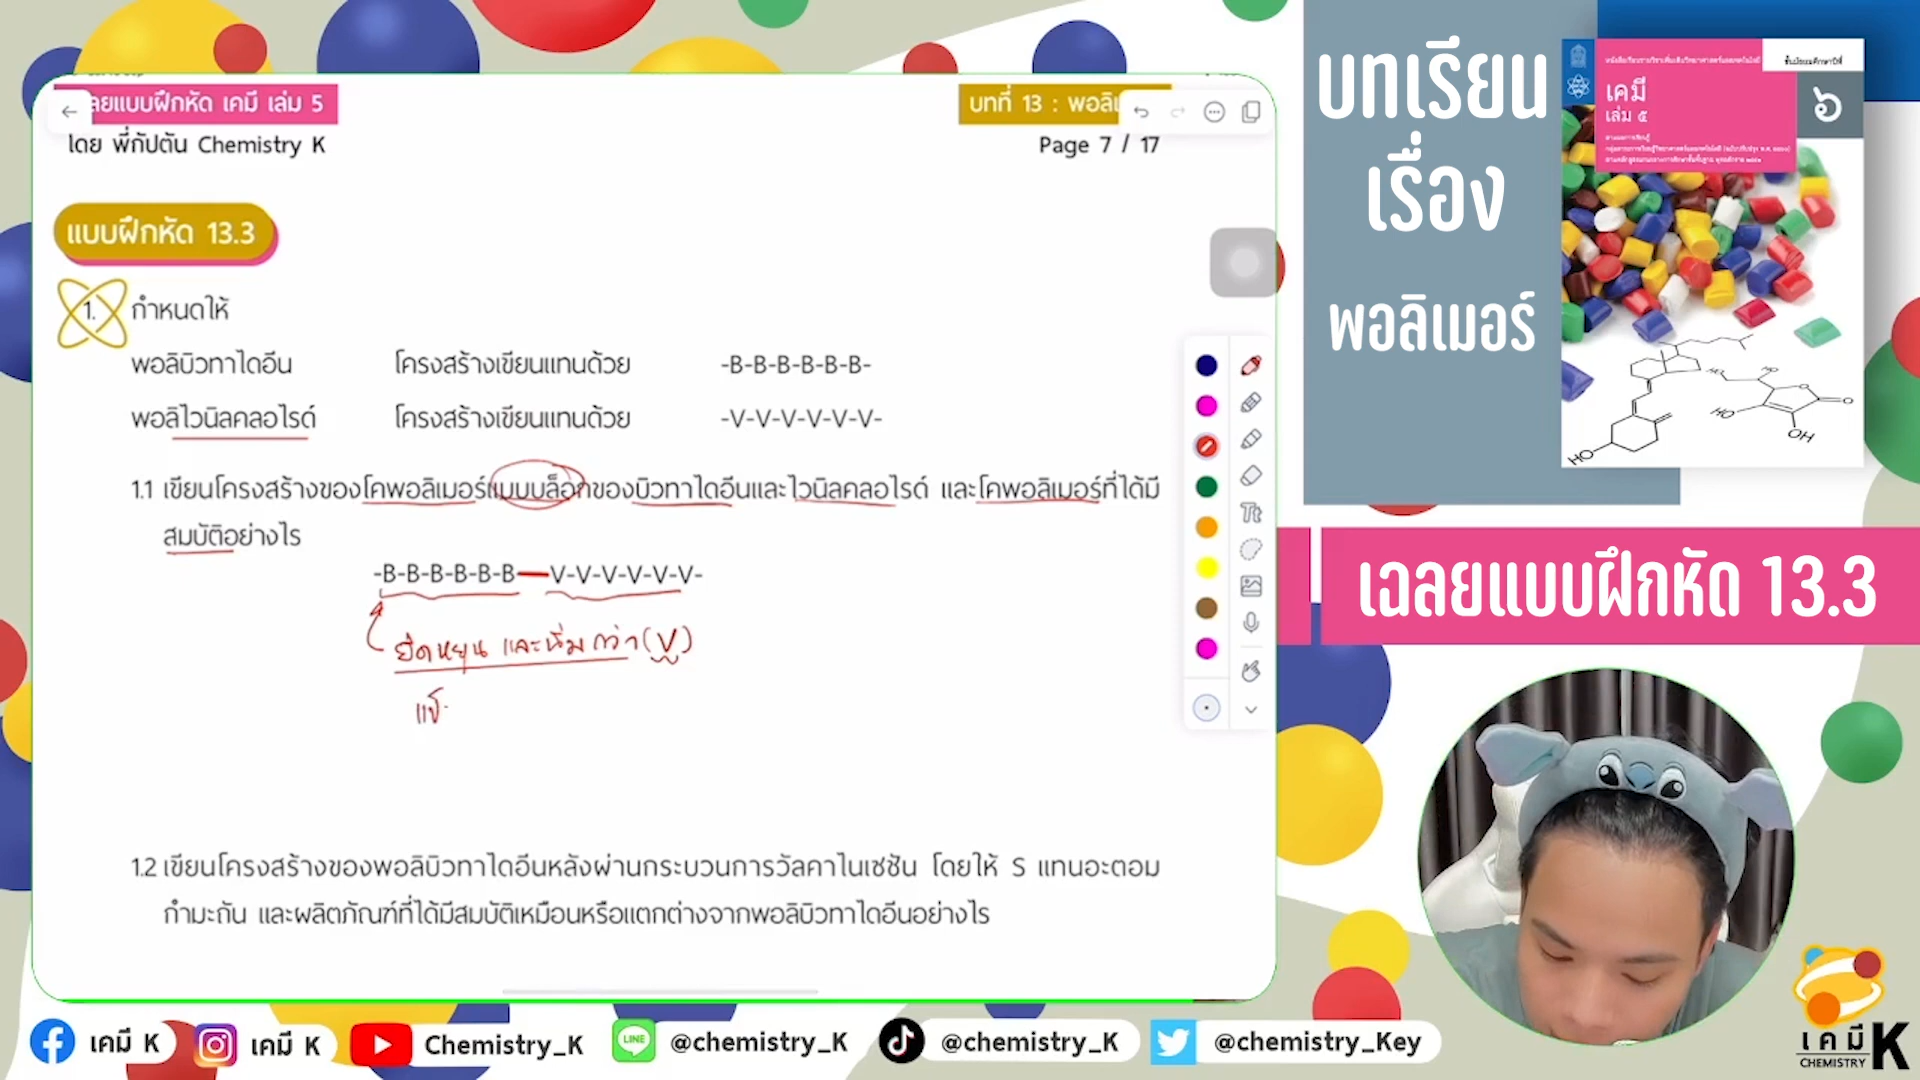 ลยแบบฝึกหัด เคมี เล่ม 5
บทที่ 13 : พอลิเ
โดย พี่กัปตัน Chemistry K
Page 7 / 17
แบบฝึกหัด 13.3
1. กำหนดให้
พอลิบิวทาไดอีน โครงสร้างเขียนแทนด้วย -B-B-B-B-B-B-
พอลิไวนิลคลอไรด์ โครงสร้างเขียนแทนด้วย -V-V-V-V-V-V-
1.1 เขียนโครงสร้างของโคพอลิเมอร์แบบบล็อกของบิวทาไดอีนและไวนิลคลอไรด์ และโคพอลิเมอร์ที่ได้มี
สมบัติอย่างไร
-B-B-B-B-B-B—V-V-V-V-V-V-
ยืดหยุ่น และนิ่มกว่า (V)
1.2 เขียนโครงสร้างของพอลิบิวทาไดอีนหลังผ่านกระบวนการวัลคาไนเซชัน โดยให้ S แทนอะตอม
กำมะถัน และผลิตภัณฑ์ที่ได้มีสมบัติเหมือนหรือแตกต่างจากพอลิบิวทาไดอีนอย่างไร
Tt
บทเรียน
เรื่อง
พอลิเมอร์
เคมี
เล่ม ๕
๖
HO
HO
HO
O
O
HO
OH
เฉลยแบบฝึกหัด 13.3
เคมี K
เคมี K
Chemistry_K
LINE
@chemistry_K
@chemistry_K
@chemistry_Key
เคมี K
CHEMISTRY